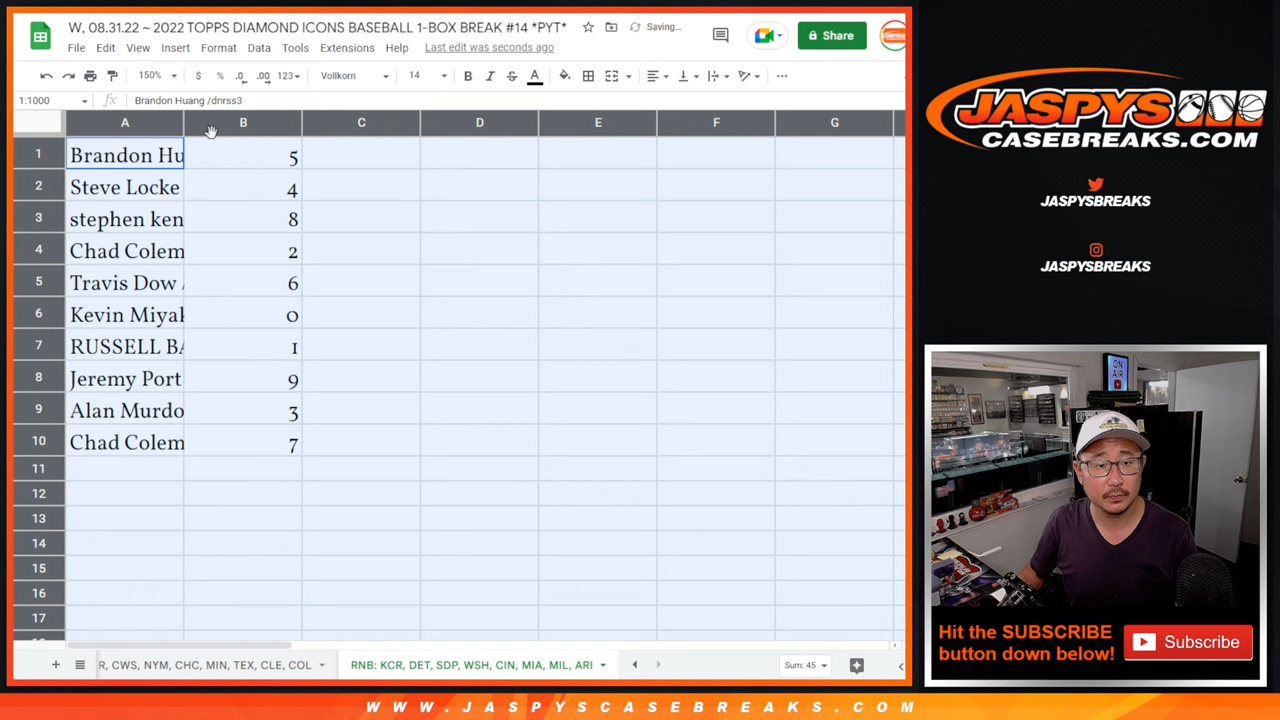 W, 08.31.22 ~ 2022 TOPPS DIAMOND ICONS BASEBALL 1-BOX BREAK #14 *PYT*
Saving...
File Edit View Insert Format Data Tools Extensions Help Last edit was seconds ago
Share
150% $ % .0 .00 123 Vollkorn 14 B I S A
1:1000 fx Brandon Huang /dnrss3
A B C D E F G
1 Brandon Hu 5
2 Steve Locke 4
3 stephen ken 8
4 Chad Colem 2
5 Travis Dow 6
6 Kevin Miyak 0
7 RUSSELL BA 1
8 Jeremy Port 9
9 Alan Murdo 3
10 Chad Colem 7
11
12
13
14
15
16
17
R, CWS, NYM, CHC, MIN, TEX, CLE, COL RNB: KCR, DET, SDP, WSH, CIN, MIA, MIL, ARI Sum: 45
JASPYS
CASEBREAKS.COM
JASPYSBREAKS
JASPYSBREAKS
ON
AIR
Hit the SUBSCRIBE
button down below!
Subscribe
WWW.JASPYSCASEBREAKS.COM